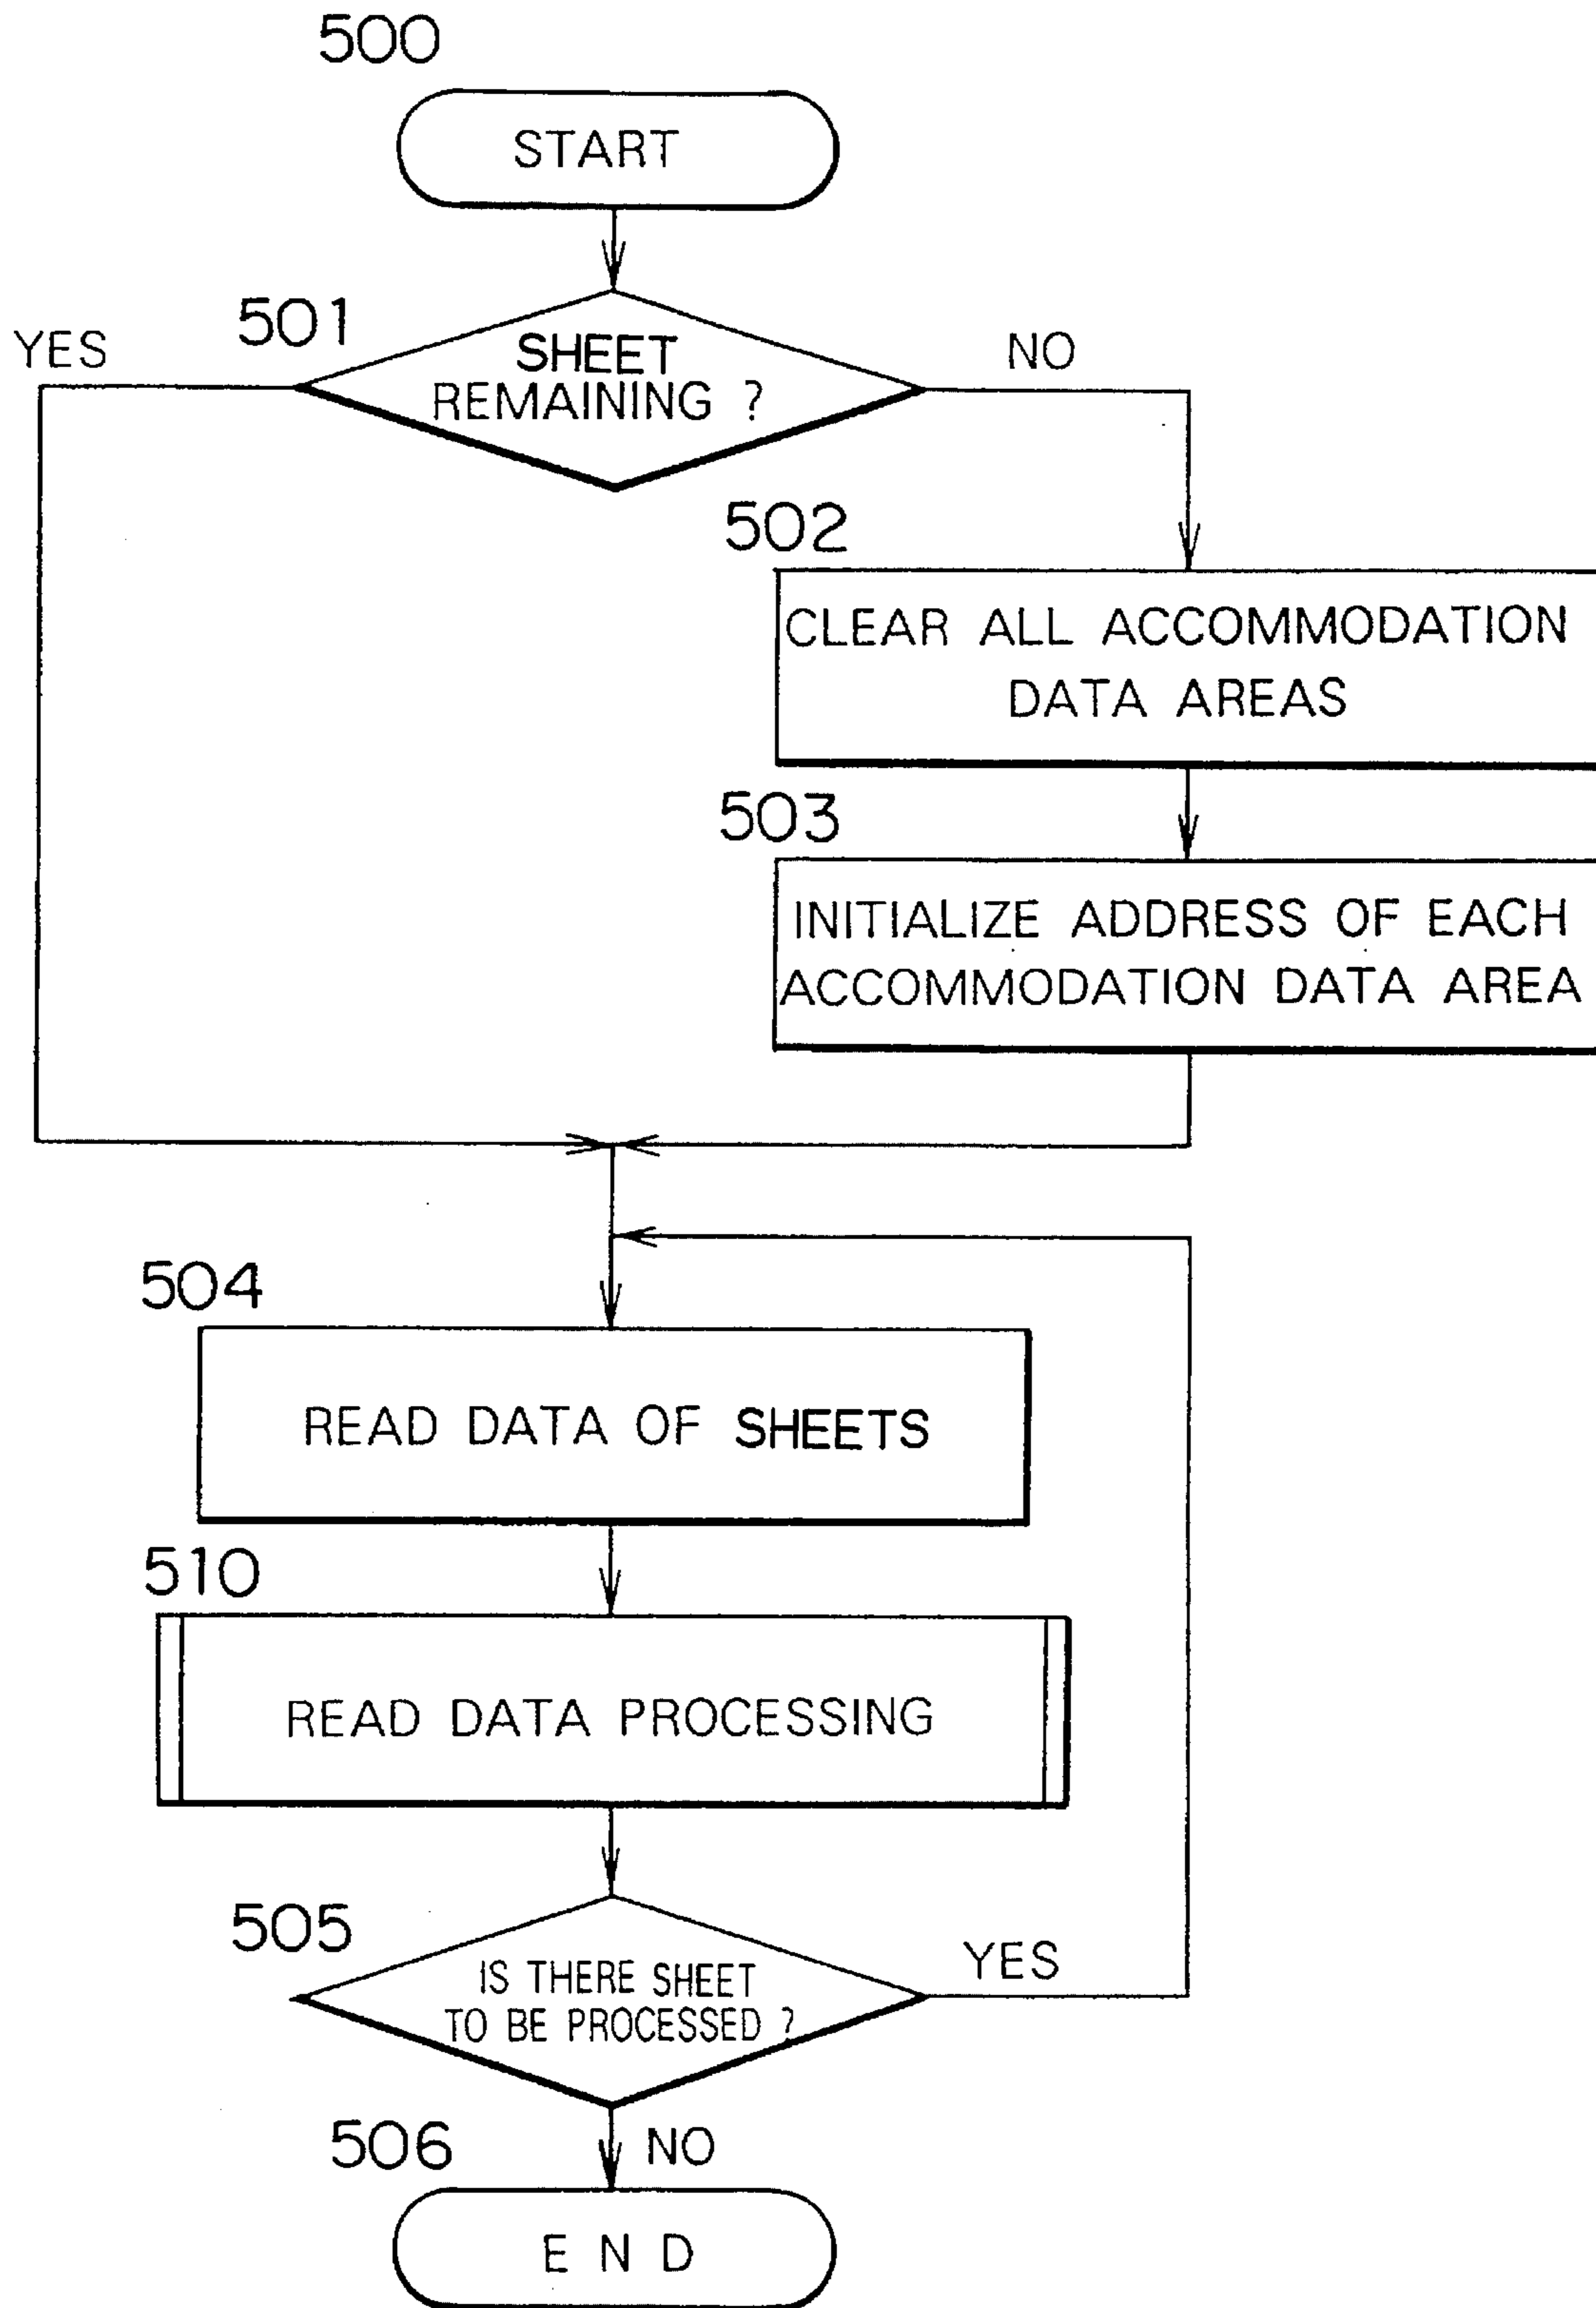 500
START
501
YES
SHEET
REMAINING ?
NO
502
CLEAR ALL ACCOMMODATION
DATA AREAS
503
INITIALIZE ADDRESS OF EACH
ACCOMMODATION DATA AREA
504
READ DATA OF SHEETS
510
READ DATA PROCESSING
505
IS THERE SHEET
TO BE PROCESSED ?
YES
506
NO
END